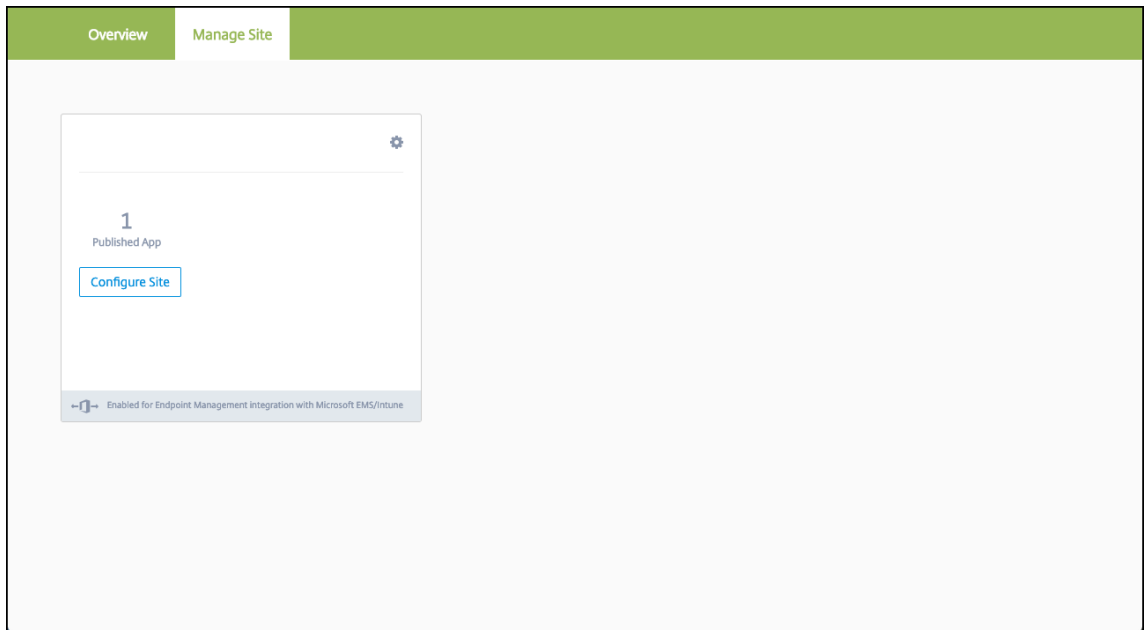 Overview Manage Site
1
Published App
Configure Site
Enabled for Endpoint Management integration with Microsoft EMS/Intune